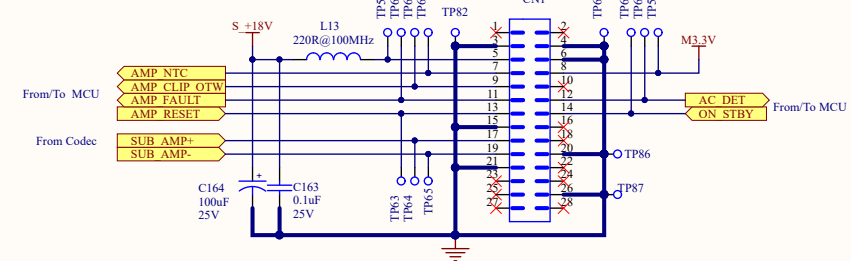 CN1
S_+18V
L13
220R@100MHz
TP82
M3.3V
1 2
3 4
5 6
7 8
9 10
11 12
13 14
15 16
17 18
19 20
21 22
23 24
25 26
27 28
AMP_NTC
AMP_CLIP_OTW
From/To MCU
AMP_FAULT
AMP_RESET
AC_DET
ON_STBY
From/To MCU
From Codec
SUB_AMP+
SUB_AMP-
TP86
TP87
C164
100uF
25V
+
C163
0.1uF
25V
TP63
TP64
TP65